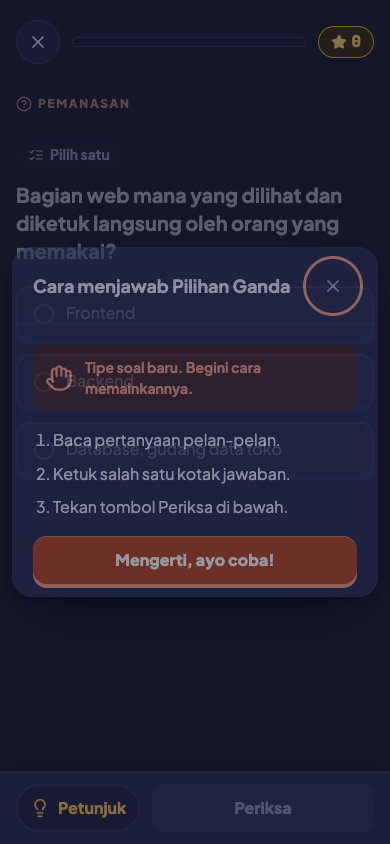 0
PEMANASAN
Pilih satu
Bagian web mana yang dilihat dan
diketuk langsung oleh orang yang
memakai?
Cara menjawab Pilihan Ganda
Frontend
Tipe soal baru. Begini cara
memainkannya.
Backend
1. Baca pertanyaan pelan-pelan.
Database, gudang data toko
2. Ketuk salah satu kotak jawaban.
3. Tekan tombol Periksa di bawah.
Mengerti, ayo coba!
Petunjuk
Periksa